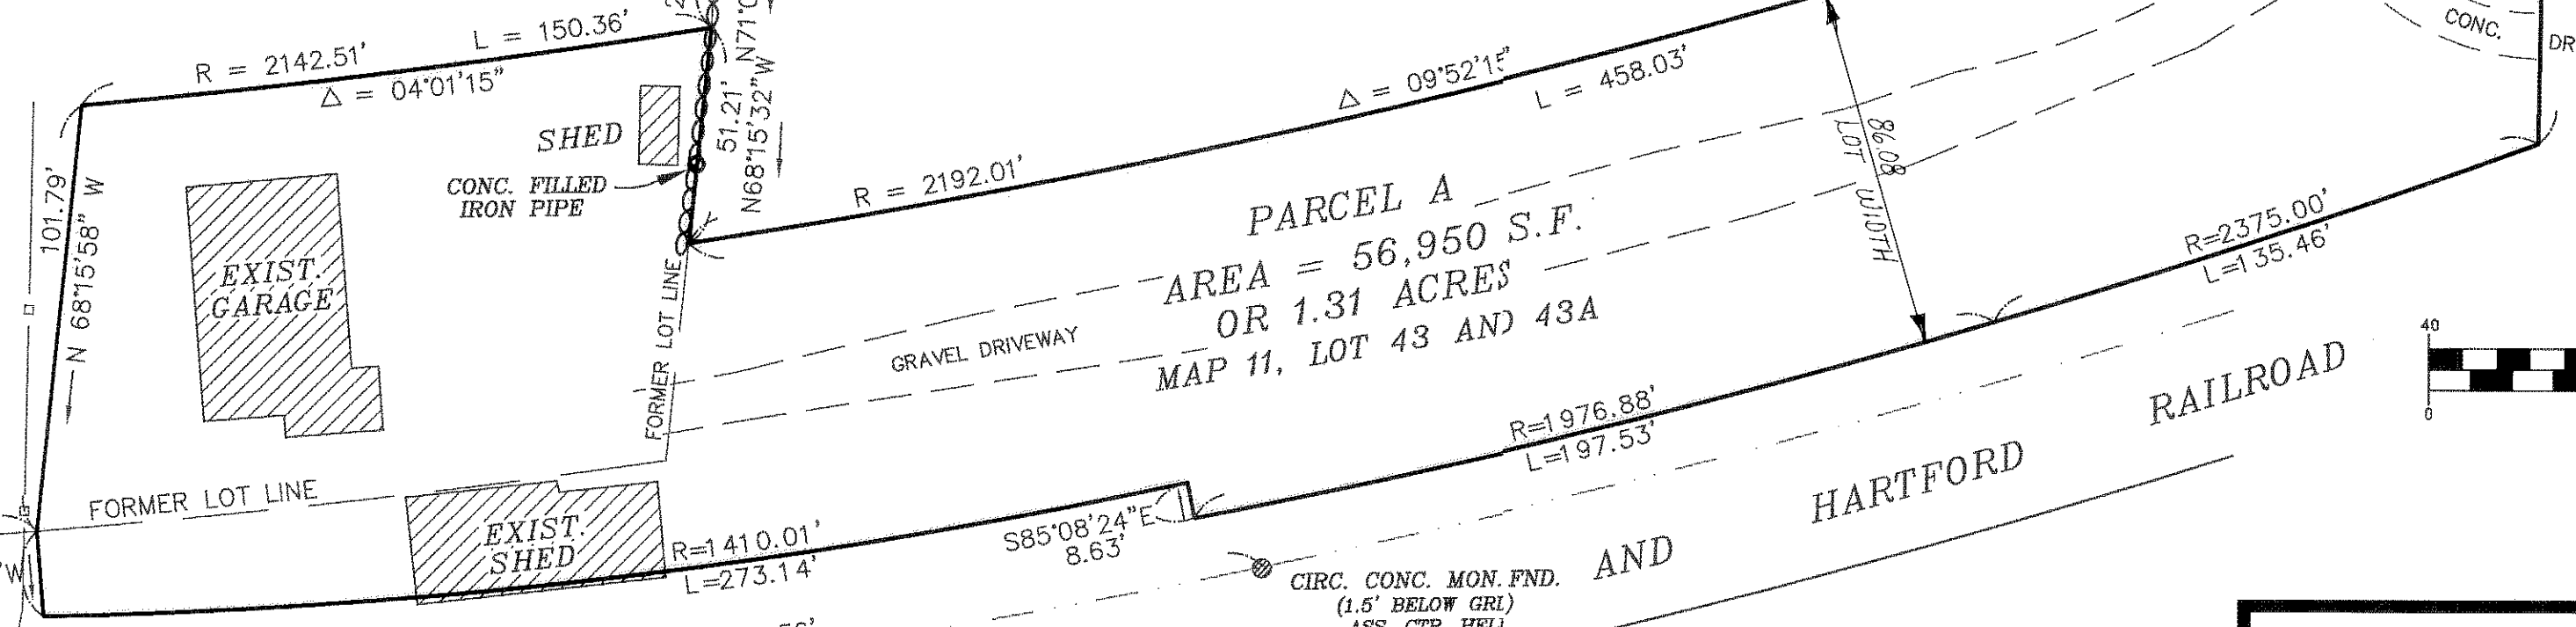 R = 2142.51'
L = 150.36'
△ = 04°01'15"
101.79'
N 68°15'58" W
SHED
CONC. FILLED
IRON PIPE
51.21'
N68°15'32"W
EXIST.
GARAGE
FORMER LOT LINE
FORMER LOT LINE
EXIST.
SHED
R=1410.01'
L=273.14'
S85°08'24"E
8.63'
R = 2192.01'
△ = 09°52'15"
L = 458.03'
PARCEL A
AREA = 56,950 S.F.
OR 1.31 ACRES
MAP 11, LOT 43 AND 43A
GRAVEL DRIVEWAY
86.08
LOT WIDTH
CONC.
DR
R=2375.00'
L=135.46'
R=1976.88'
L=197.53'
AND HARTFORD RAILROAD
CIRC. CONC. MON. FND.
(1.5' BELOW GRD)
40
0